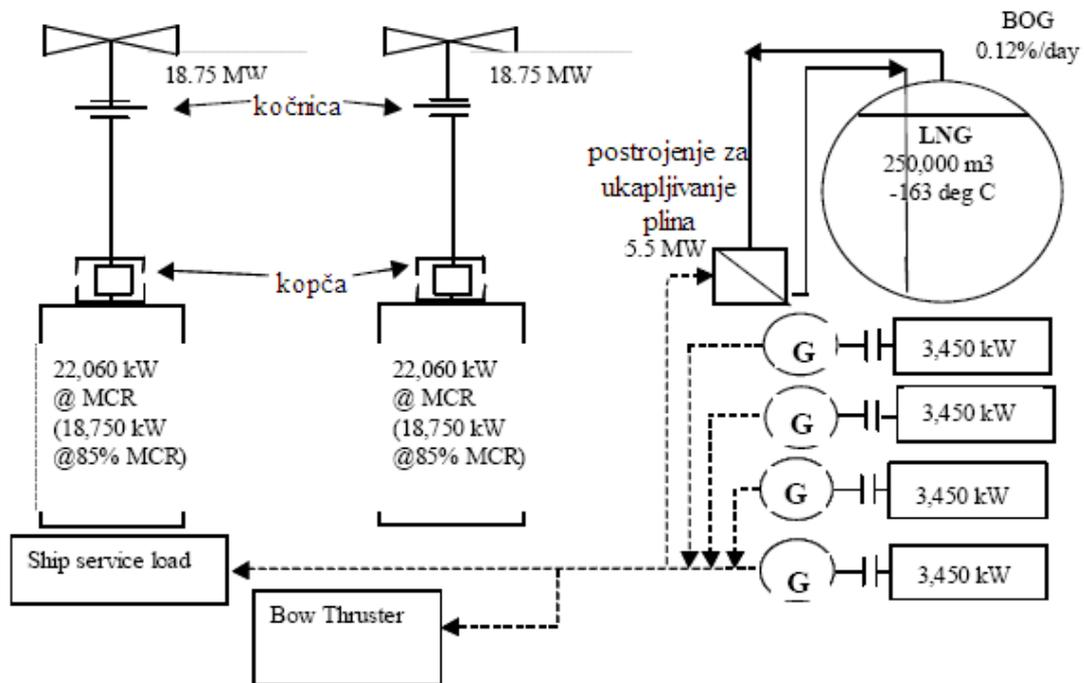 BOG
0.12%/day
18.75 MW
18.75 MW
kočnica
LNG
250,000 m3
-163 deg C
postrojenje za
ukapljivanje
plina
5.5 MW
kopča
22,060 kW
@ MCR
(18,750 kW
@85% MCR)
22,060 kW
@ MCR
(18,750 kW
@85% MCR)
G
3,450 kW
G
3,450 kW
G
3,450 kW
G
3,450 kW
Ship service load
Bow Thruster